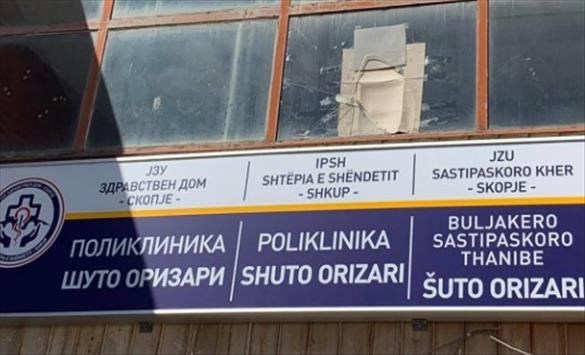 ЈЗУ
ЗДРАВСТВЕН ДОМ
- СКОПЈЕ -
IPSH
SHTËPIA E SHËNDETIT
- SHKUP -
JZU
SASTIPASKORO KHER
- SKOPJE -
ПОЛИКЛИНИКА
ШУТО ОРИЗАРИ
POLIKLINIKA
SHUTO ORIZARI
BULJAKERO
SASTIPASKORO
THANIBE
ŠUTO ORIZARI